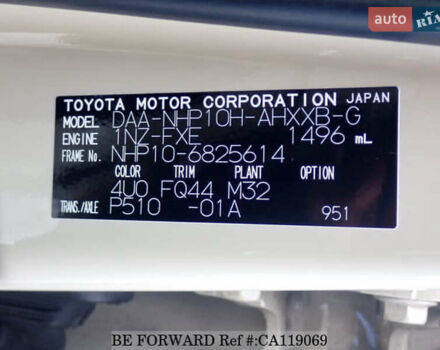 auto RIA
TOYOTA MOTOR CORPORATION JAPAN
MODEL DAA-NHP10H-AHXXB-G
ENGINE 1NZ-FXE 1496 mL
FRAME No. NHP10-6825614
COLOR TRIM PLANT OPTION
4U0 FQ44 M32
TRANS./AXLE P510 -01A 951
BE FORWARD Ref #:CA119069